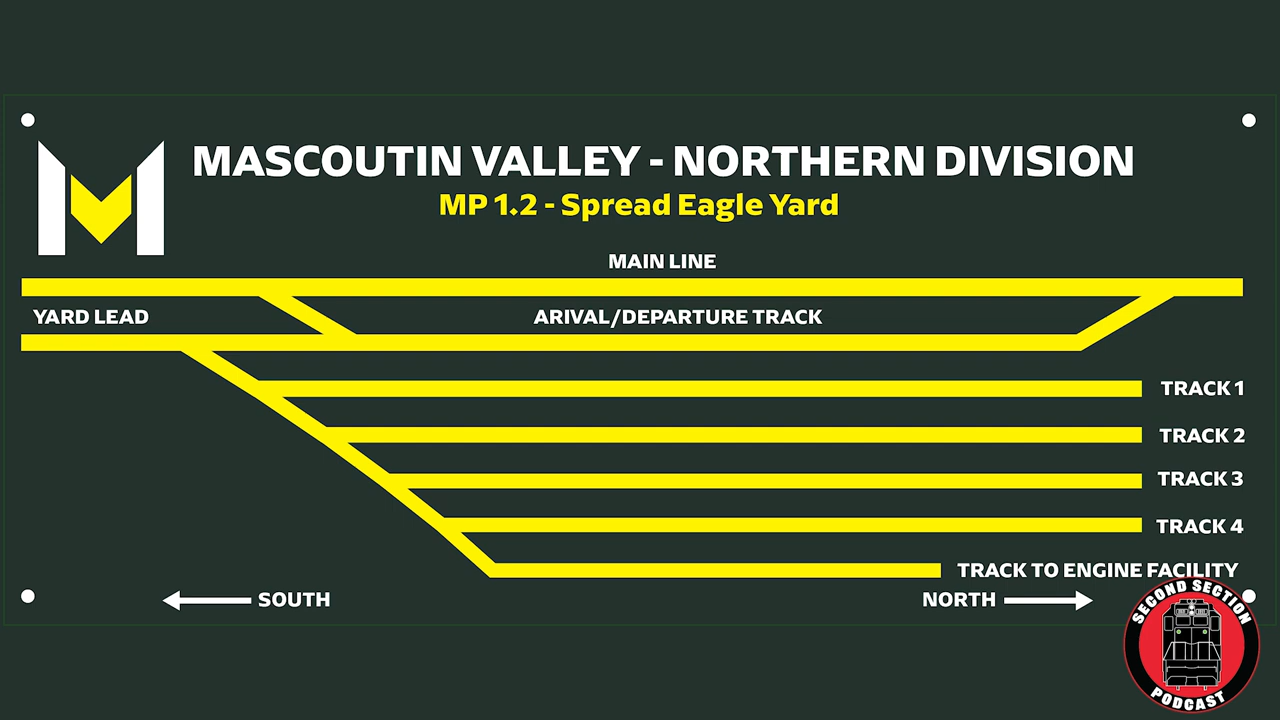 MASCOUTIN VALLEY - NORTHERN DIVISION
MP 1.2 - Spread Eagle Yard
MAIN LINE
YARD LEAD
ARIVAL/DEPARTURE TRACK
TRACK 1
TRACK 2
TRACK 3
TRACK 4
TRACK TO ENGINE FACILITY
SOUTH
NORTH
SECOND SECTION
PODCAST